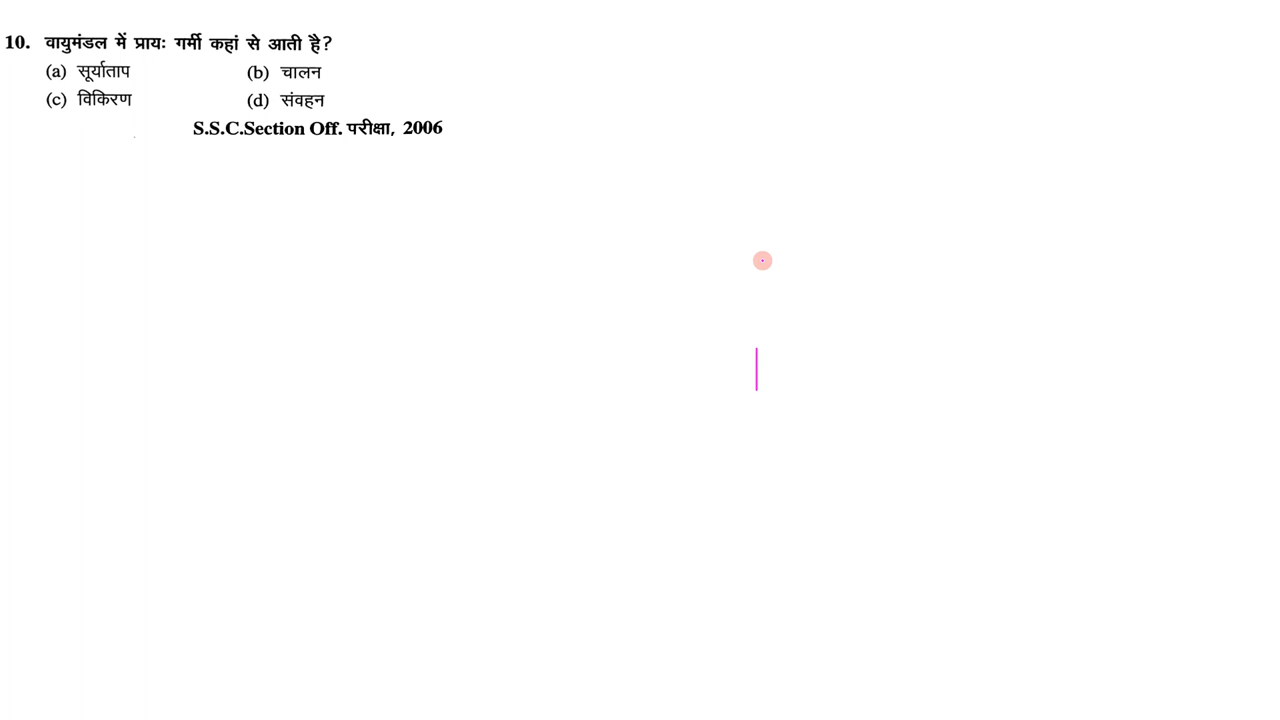 10. वायुमंडल में प्रायः गर्मी कहां से आती है?
(a) सूर्याताप (b) चालन
(c) विकिरण (d) संवहन
S.S.C.Section Off. परीक्षा, 2006